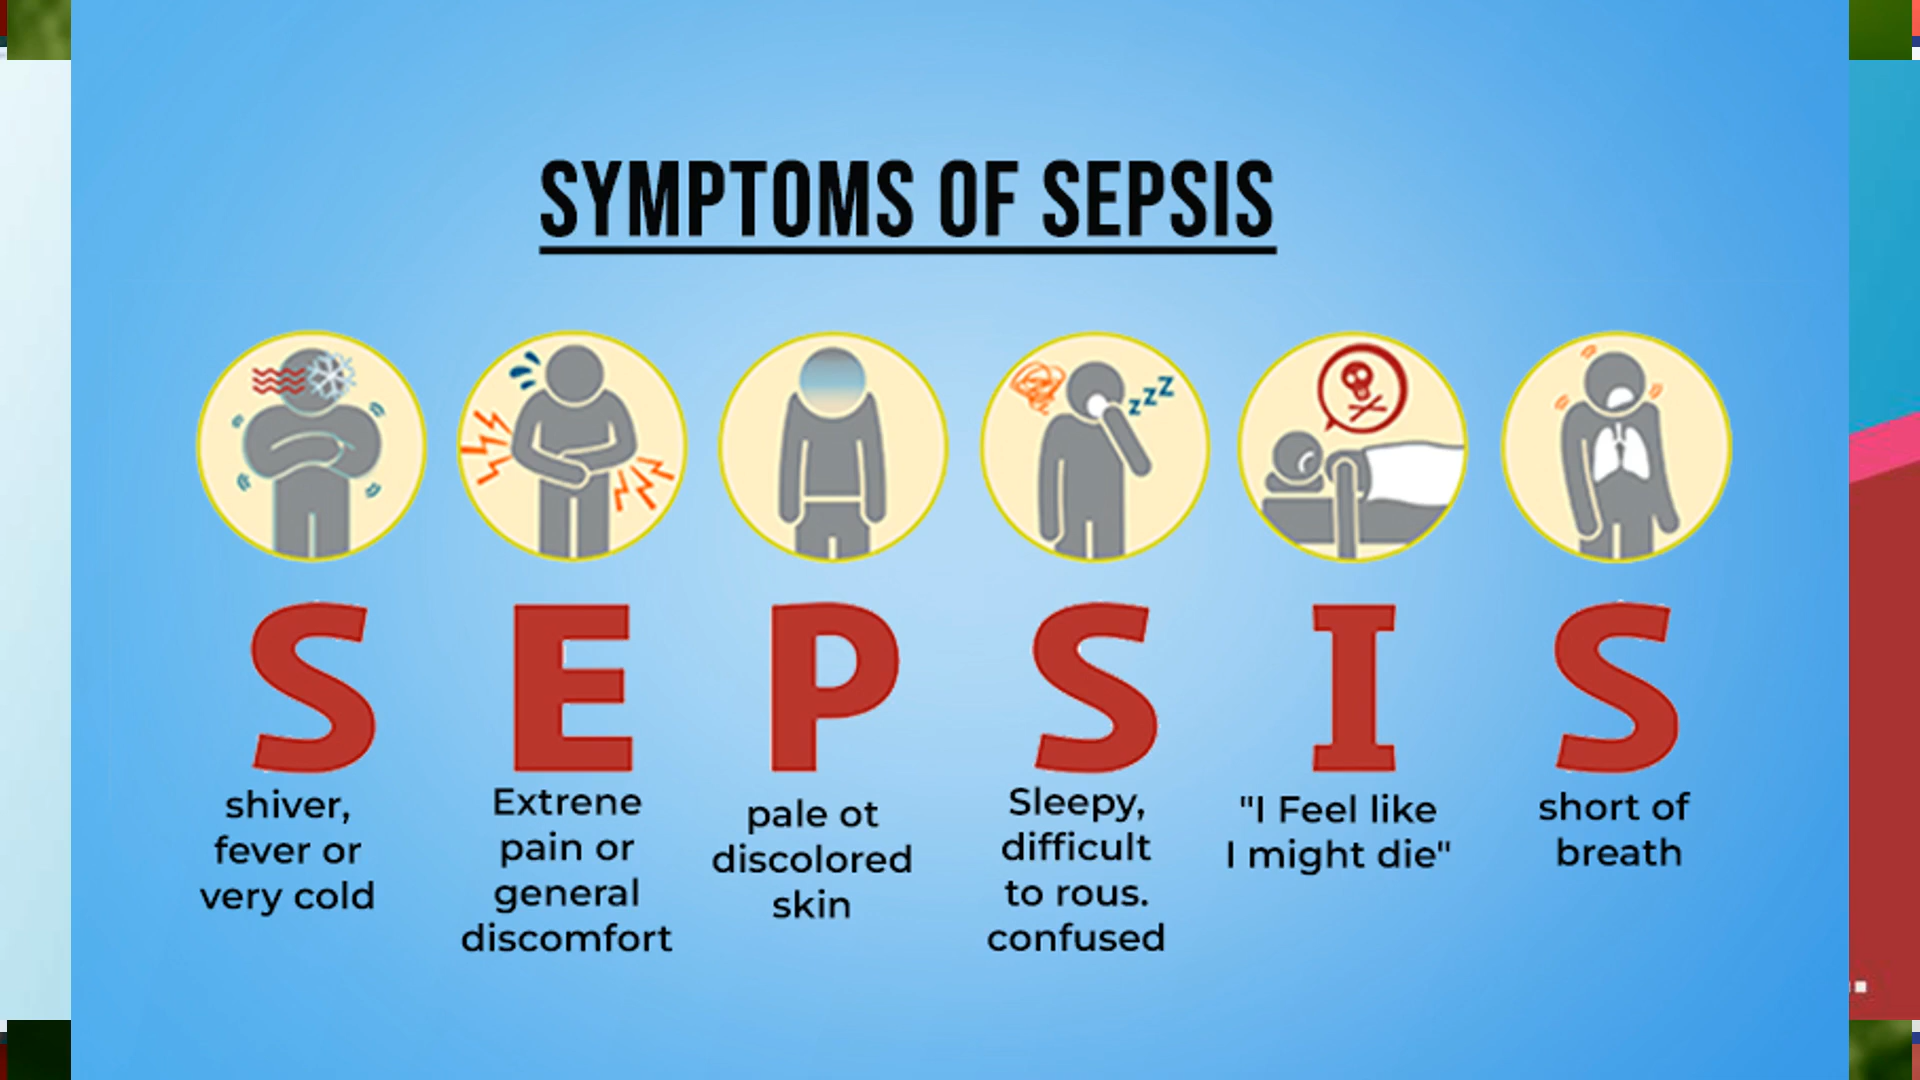 SYMPTOMS OF SEPSIS
zzZ
S E P S I S
shiver,
fever or
very cold
Extrene
pain or
general
discomfort
pale ot
discolored
skin
Sleepy,
difficult
to rous.
confused
"I Feel like
I might die"
short of
breath